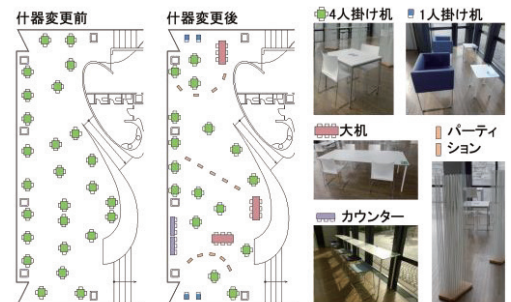 什器変更前
什器変更後
4人掛け机
1人掛け机
大机
パーティ
ション
カウンター